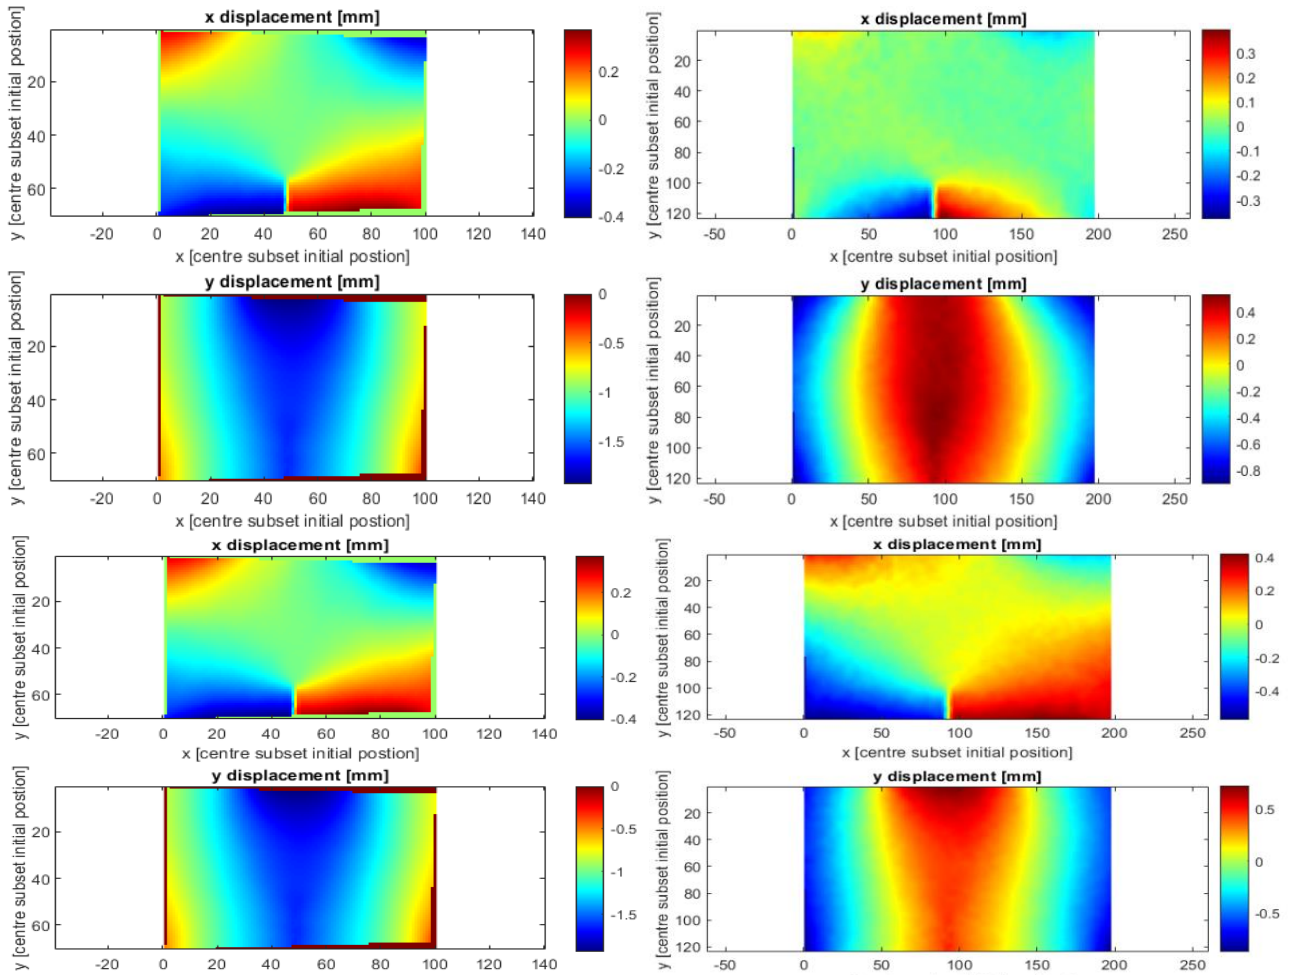 x displacement [mm]
y [centre subset initial position]
20
40
60
-20 0 20 40 60 80 100 120 140
x [centre subset initial postion]
0.2
0
-0.2
-0.4
x displacement [mm]
y [centre subset initial position]
20
40
60
80
100
120
-50 0 50 100 150 200 250
x [centre subset initial position]
0.3
0.2
0.1
0
-0.1
-0.2
-0.3
y displacement [mm]
y [centre subset initial position]
20
40
60
-20 0 20 40 60 80 100 120 140
x [centre subset initial postion]
0
-0.5
-1
-1.5
y displacement [mm]
y [centre subset initial position]
20
40
60
80
100
120
-50 0 50 100 150 200 250
x [centre subset initial position]
0.4
0.2
0
-0.2
-0.4
-0.6
-0.8
x displacement [mm]
y [centre subset initial postion]
20
40
60
-20 0 20 40 60 80 100 120 140
x [centre subset initial postion]
0.2
0
-0.2
-0.4
x displacement [mm]
y [centre subset initial position]
20
40
60
80
100
120
-50 0 50 100 150 200 250
x [centre subset initial position]
0.4
0.2
0
-0.2
-0.4
y displacement [mm]
y [centre subset initial postion]
20
40
60
-20 0 20 40 60 80 100 120 140
0
-0.5
-1
-1.5
y displacement [mm]
y [centre subset initial position]
20
40
60
80
100
120
-50 0 50 100 150 200 250
0.5
0
-0.5